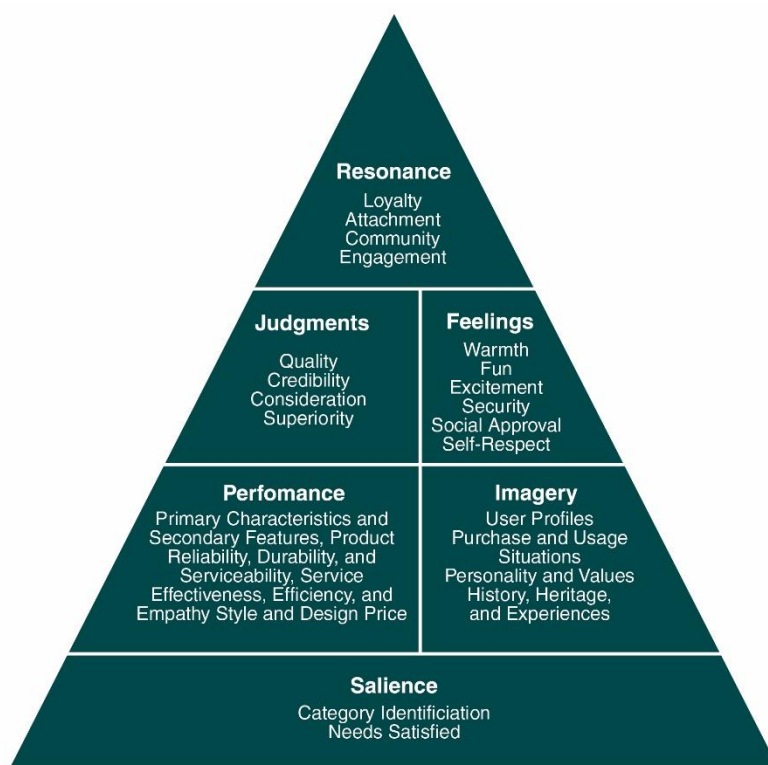 Resonance
Loyalty
Attachment
Community
Engagement
Judgments
Quality
Credibility
Consideration
Superiority
Feelings
Warmth
Fun
Excitement
Security
Social Approval
Self-Respect
Perfomance
Primary Characteristics and
Secondary Features, Product
Reliability, Durability, and
Serviceability, Service
Effectiveness, Efficiency, and
Empathy Style and Design Price
Imagery
User Profiles
Purchase and Usage
Situations
Personality and Values
History, Heritage,
and Experiences
Salience
Category Identificiation
Needs Satisfied